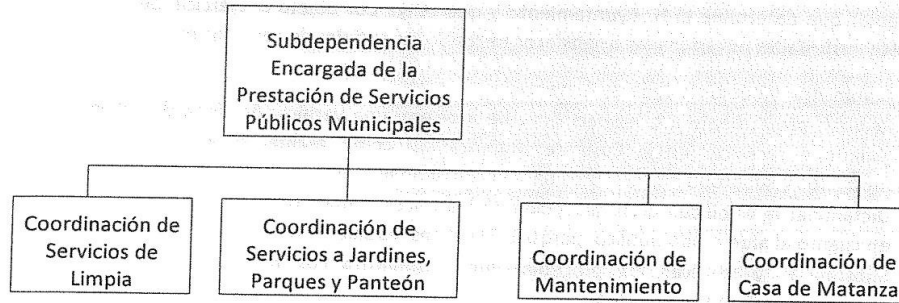 Subdependencia
Encargada de la
Prestación de Servicios
Públicos Municipales
Coordinación de
Servicios de
Limpia
Coordinación de
Servicios a Jardines,
Parques y Panteón
Coordinación de
Mantenimiento
Coordinación de
Casa de Matanza